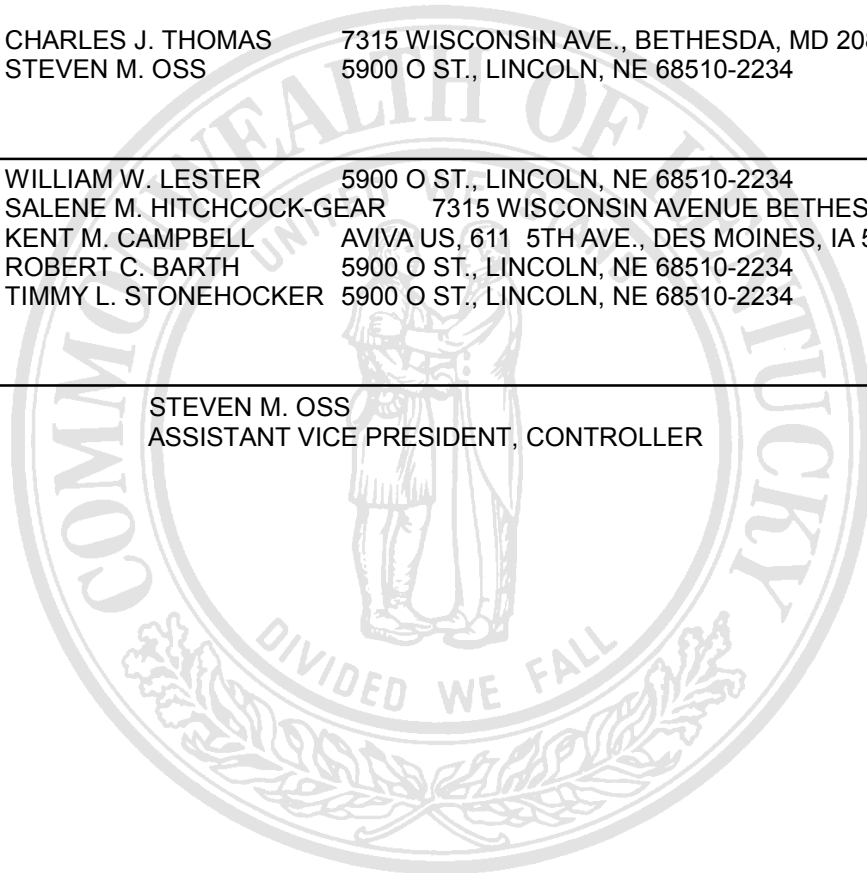 CHARLES J. THOMAS 7315 WISCONSIN AVE., BETHESDA, MD 208
STEVEN M. OSS 5900 O ST., LINCOLN, NE 68510-2234
WILLIAM W. LESTER 5900 O ST., LINCOLN, NE 68510-2234
SALENE M. HITCHCOCK-GEAR 7315 WISCONSIN AVENUE BETHES
KENT M. CAMPBELL AVIVA US, 611 5TH AVE., DES MOINES, IA 5
ROBERT C. BARTH 5900 O ST., LINCOLN, NE 68510-2234
TIMMY L. STONEHOCKER 5900 O ST., LINCOLN, NE 68510-2234
STEVEN M. OSS
ASSISTANT VICE PRESIDENT, CONTROLLER
COMMONWEALTH OF KENTUCKY
UNITED WE
DIVIDED WE FALL